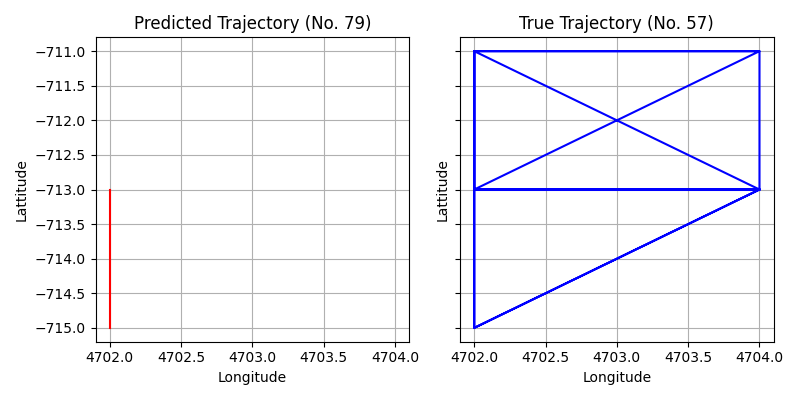 Predicted Trajectory (No. 79)
True Trajectory (No. 57)
Lattitude
−711.0
−711.5
−712.0
−712.5
−713.0
−713.5
−714.0
−714.5
−715.0
4702.0 4702.5 4703.0 4703.5 4704.0
Longitude
Lattitude
4702.0 4702.5 4703.0 4703.5 4704.0
Longitude